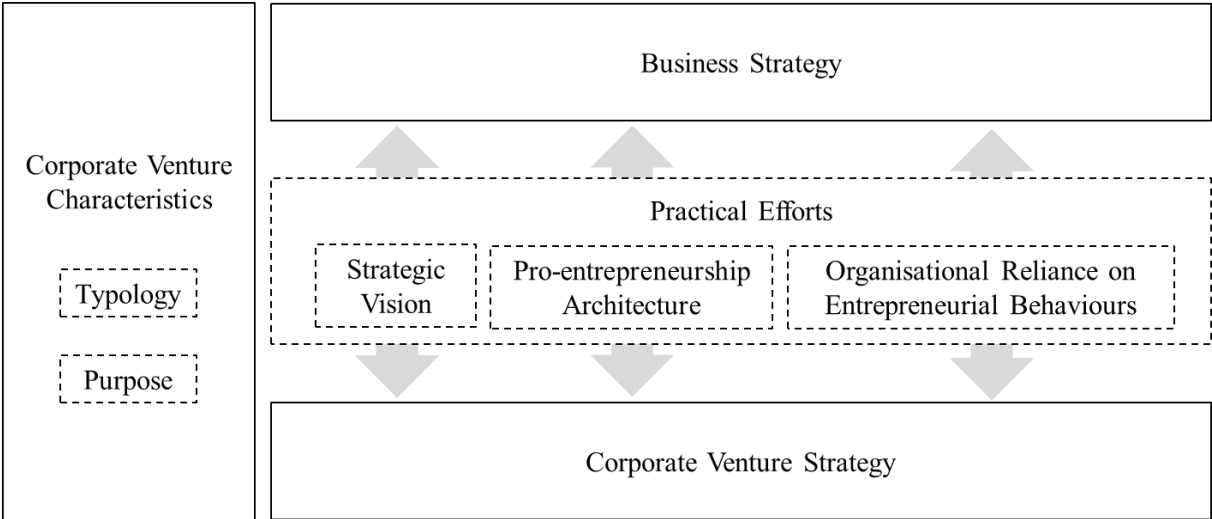 Corporate Venture
Characteristics
Typology
Purpose
Business Strategy
Practical Efforts
Strategic
Vision
Pro-entrepreneurship
Architecture
Organisational Reliance on
Entrepreneurial Behaviours
Corporate Venture Strategy